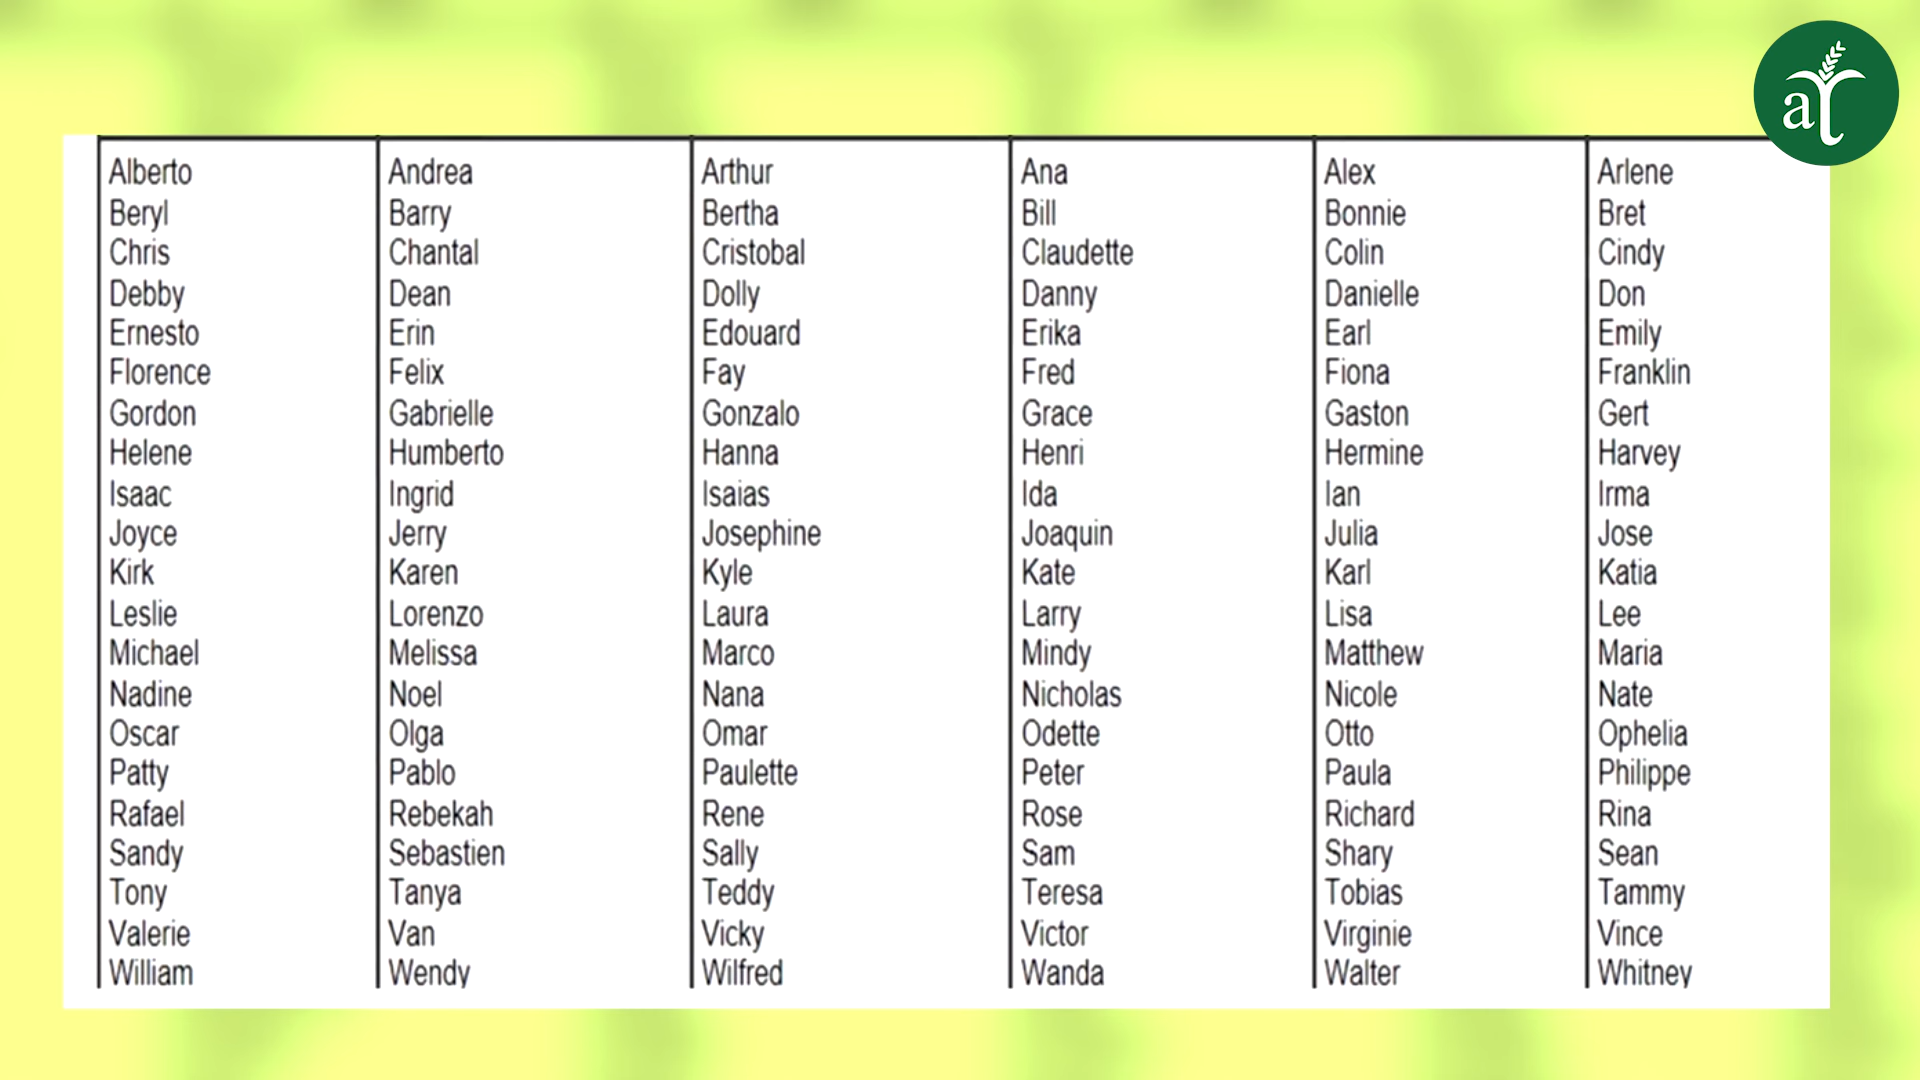 aT
Alberto Andrea Arthur Ana Alex Arlene
Beryl Barry Bertha Bill Bonnie Bret
Chris Chantal Cristobal Claudette Colin Cindy
Debby Dean Dolly Danny Danielle Don
Ernesto Erin Edouard Erika Earl Emily
Florence Felix Fay Fred Fiona Franklin
Gordon Gabrielle Gonzalo Grace Gaston Gert
Helene Humberto Hanna Henri Hermine Harvey
Isaac Ingrid Isaias Ida Ian Irma
Joyce Jerry Josephine Joaquin Julia Jose
Kirk Karen Kyle Kate Karl Katia
Leslie Lorenzo Laura Larry Lisa Lee
Michael Melissa Marco Mindy Matthew Maria
Nadine Noel Nana Nicholas Nicole Nate
Oscar Olga Omar Odette Otto Ophelia
Patty Pablo Paulette Peter Paula Philippe
Rafael Rebekah Rene Rose Richard Rina
Sandy Sebastien Sally Sam Shary Sean
Tony Tanya Teddy Teresa Tobias Tammy
Valerie Van Vicky Victor Virginie Vince
William Wendy Wilfred Wanda Walter Whitney